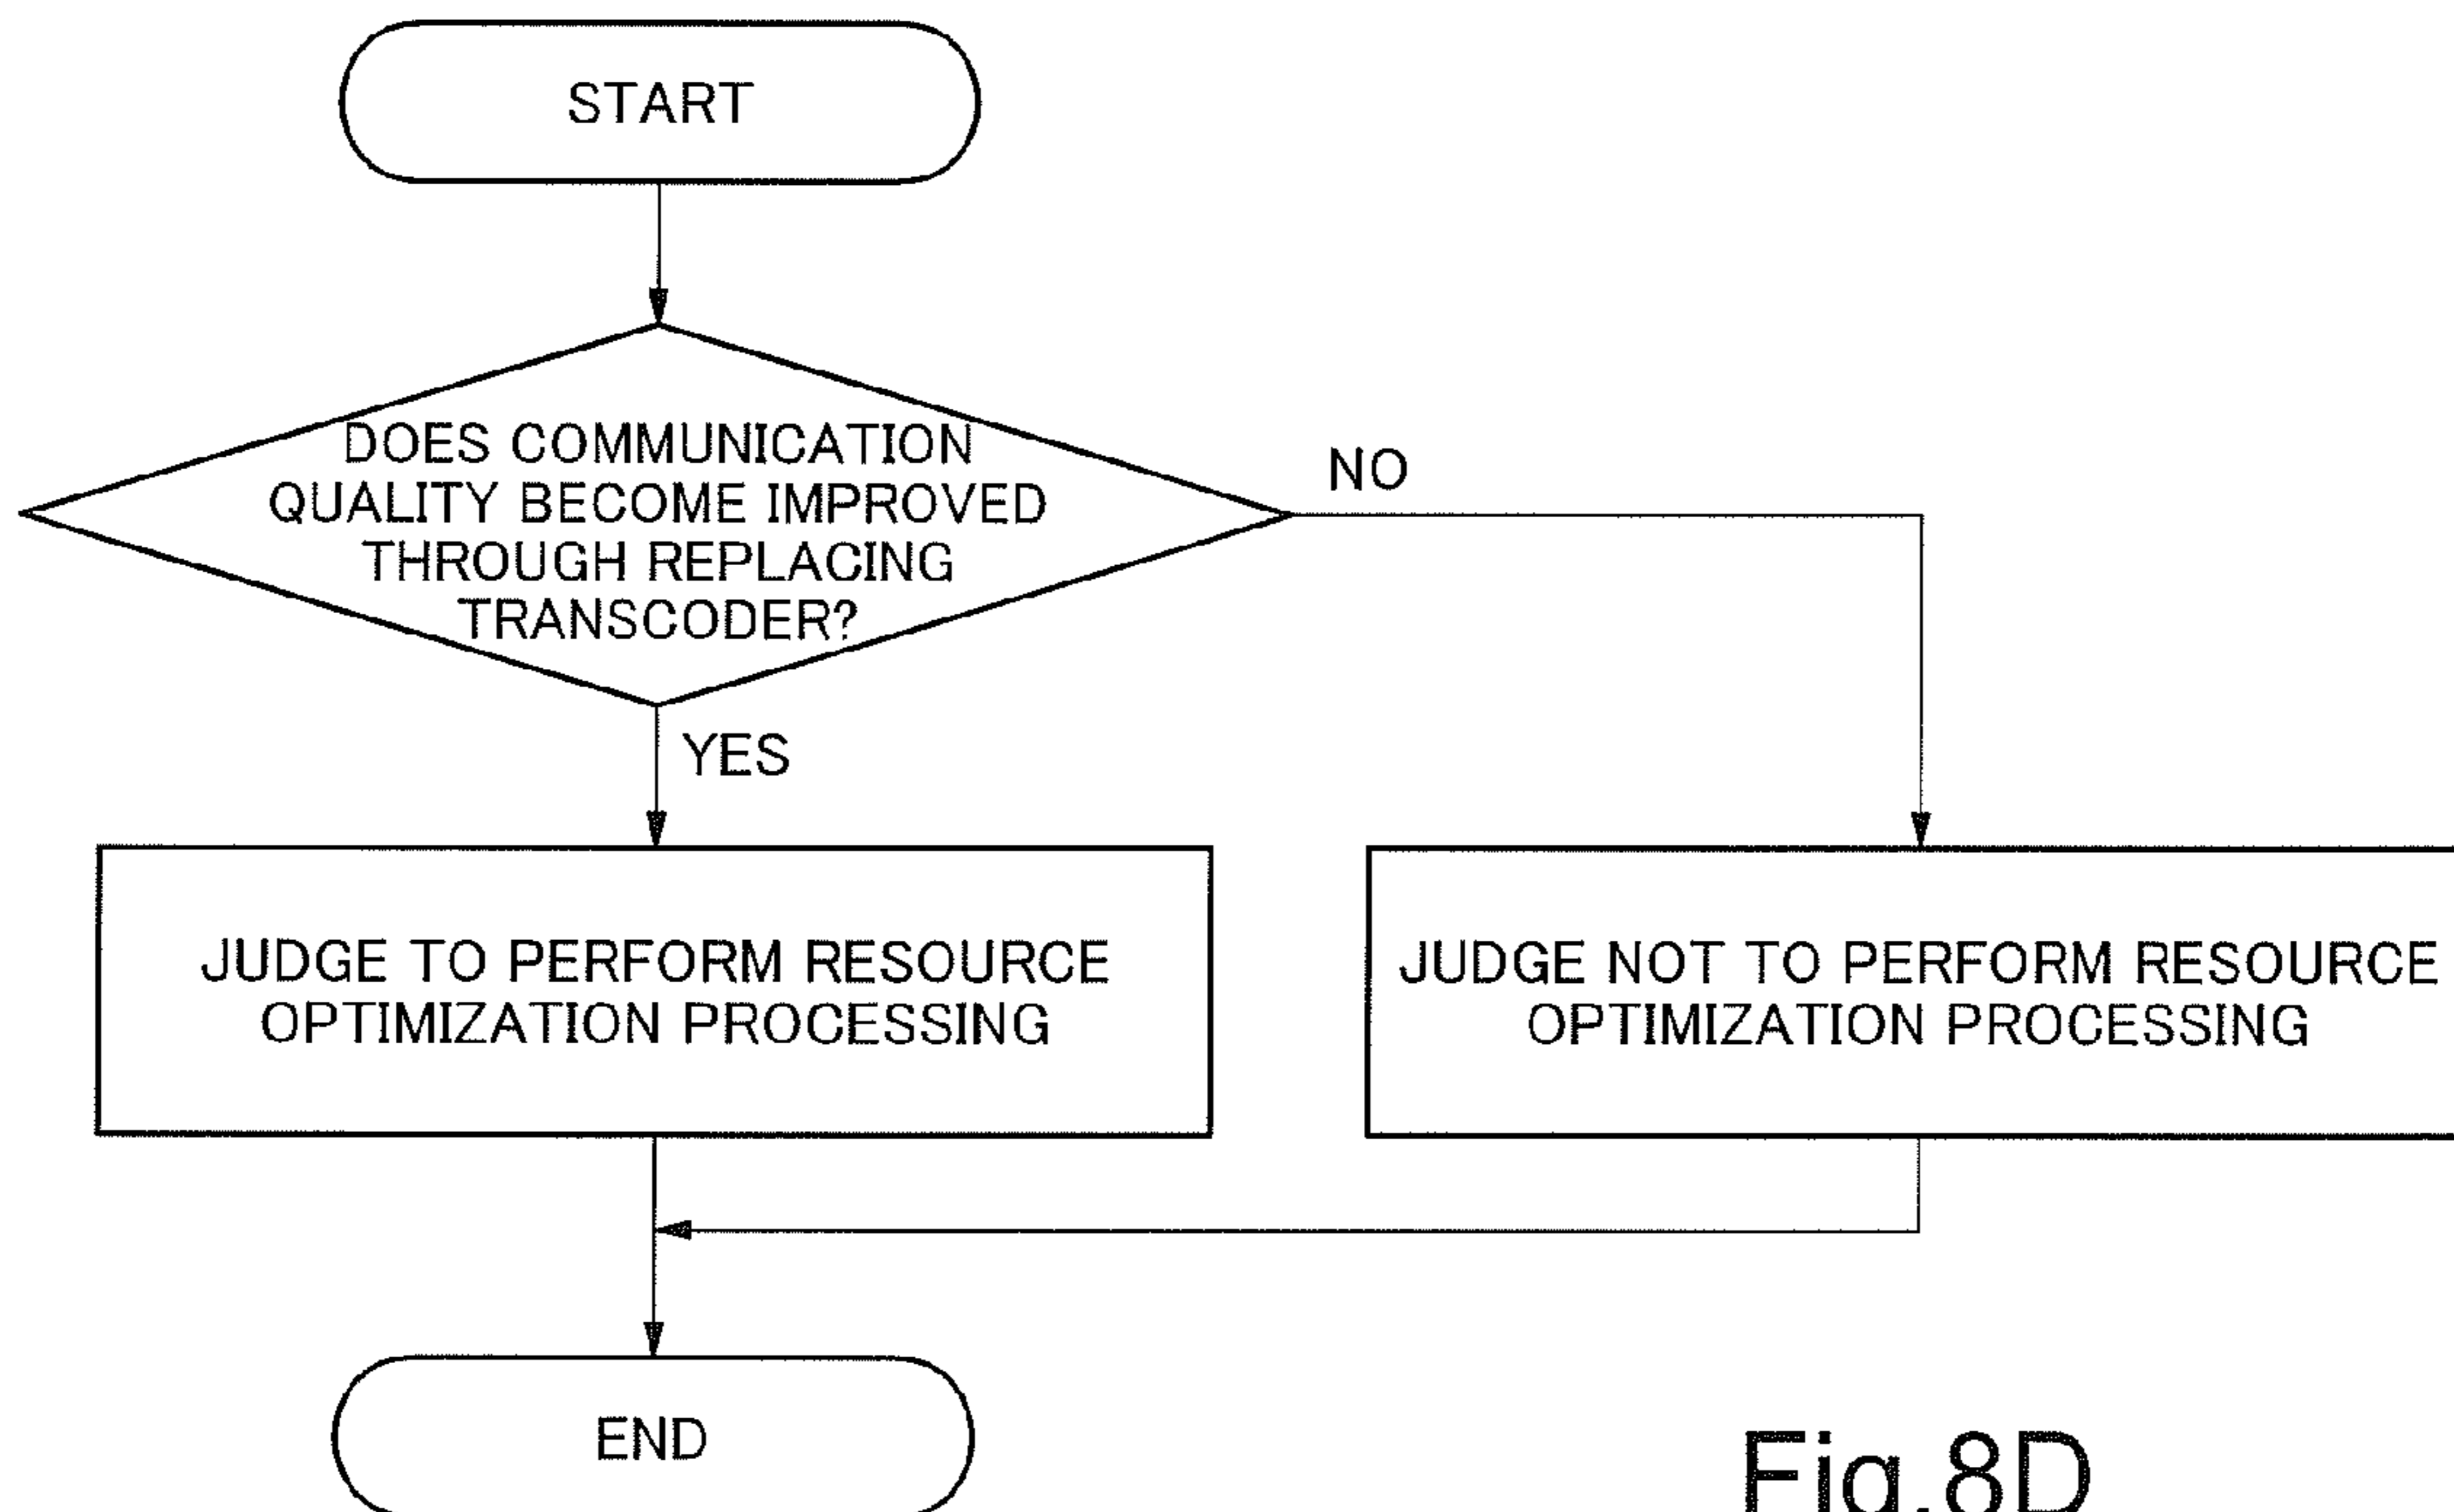 START
DOES COMMUNICATION
QUALITY BECOME IMPROVED
THROUGH REPLACING
TRANSCODER?
NO
YES
JUDGE TO PERFORM RESOURCE
OPTIMIZATION PROCESSING
JUDGE NOT TO PERFORM RESOURCE
OPTIMIZATION PROCESSING
END
Fig.8D